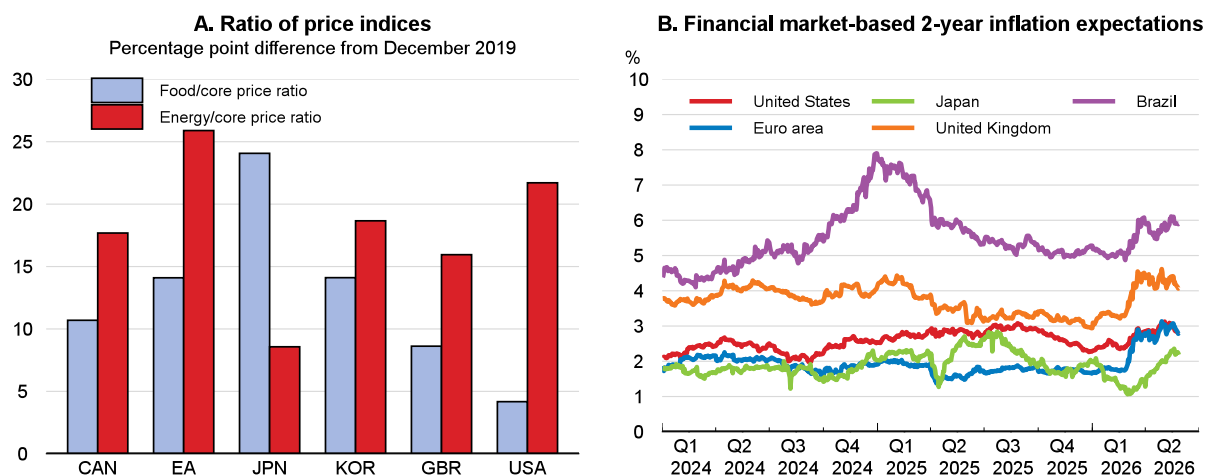 A. Ratio of price indices
Percentage point difference from December 2019
30
25
20
15
10
5
0
Food/core price ratio
Energy/core price ratio
CAN EA JPN KOR GBR USA
B. Financial market-based 2-year inflation expectations
%
10
9
8
7
6
5
4
3
2
1
0
United States Japan Brazil
Euro area United Kingdom
Q1 Q2 Q3 Q4 Q1 Q2 Q3 Q4 Q1 Q2
2024 2024 2024 2024 2025 2025 2025 2025 2026 2026